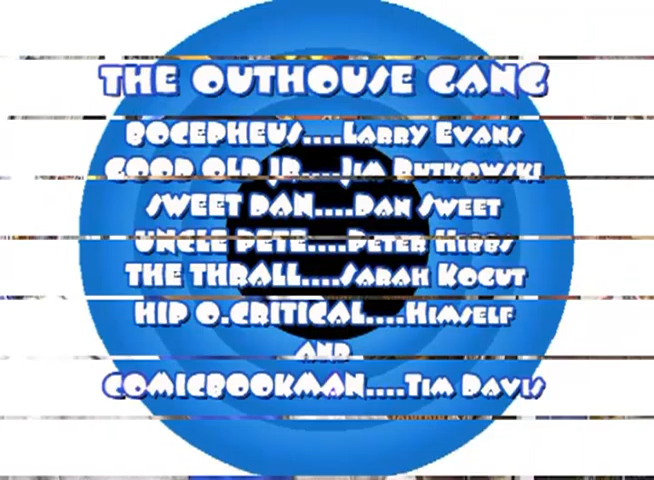 THE OUTHOUSE GANG
BOCEPHEUS....LARRY EVANS
GOOD OLD JR....JIM RUTKOWSKI
SWEET DAN....DAN SWEET
UNCLE PETE....PETER HIBBS
THE THRALL....SARAH KOGUT
HIP O.CRITICAL....HIMSELF
AND
COMICBOOKMAN....TIM DAVIS